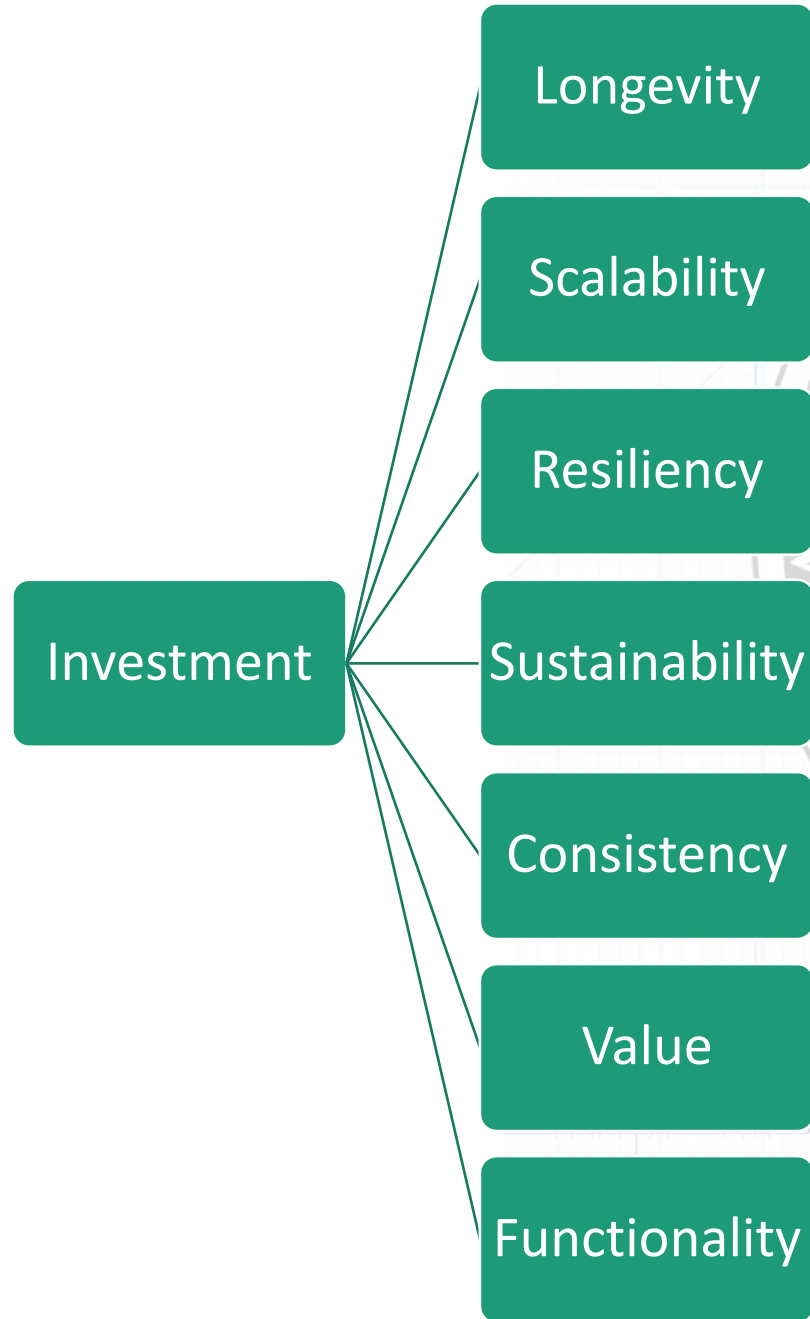 Longevity
Scalability
Resiliency
Investment
Sustainability
Consistency
Value
Functionality